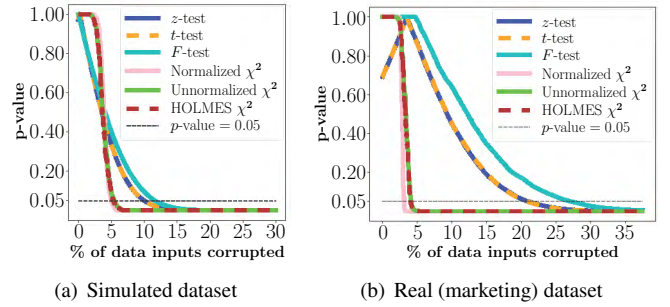 p-value
1.00
0.80
0.60
0.40
0.20
0.05
z-test
t-test
F-test
Normalized χ²
Unnormalized χ²
HOLMES χ²
p-value = 0.05
0 5 10 15 20 25 30
% of data inputs corrupted
(a) Simulated dataset
p-value
1.00
0.80
0.60
0.40
0.20
0.05
z-test
t-test
F-test
Normalized χ²
Unnormalized χ²
HOLMES χ²
p-value = 0.05
0 5 10 15 20 25 30 35
% of data inputs corrupted
(b) Real (marketing) dataset